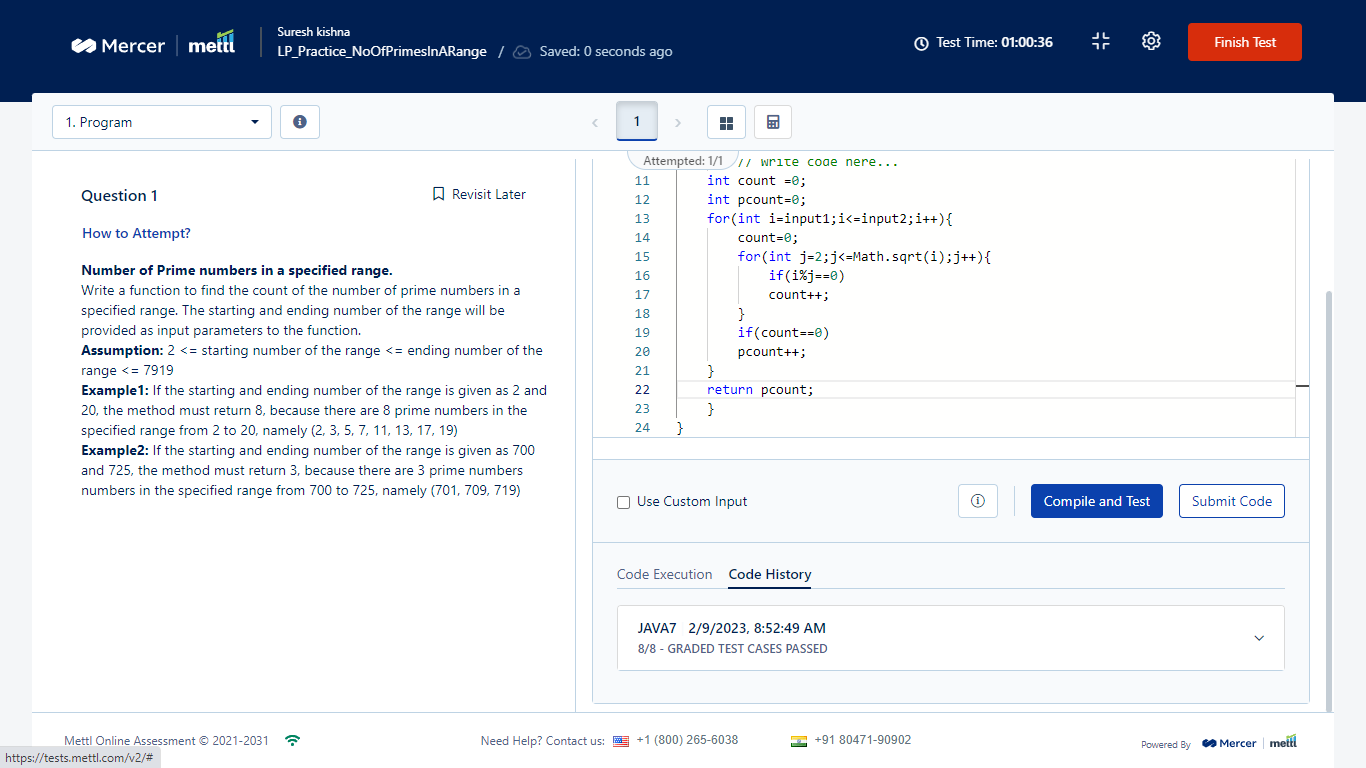 Mercer | mettl
Suresh kishna
LP_Practice_NoOfPrimesInARange / Saved: 0 seconds ago
Test Time: 01:00:36
Finish Test
1. Program
1
Attempted: 1/1
Question 1
Revisit Later
How to Attempt?
Number of Prime numbers in a specified range.
Write a function to find the count of the number of prime numbers in a
specified range. The starting and ending number of the range will be
provided as input parameters to the function.
Assumption: 2 <= starting number of the range <= ending number of the
range <= 7919
Example1: If the starting and ending number of the range is given as 2 and
20, the method must return 8, because there are 8 prime numbers in the
specified range from 2 to 20, namely (2, 3, 5, 7, 11, 13, 17, 19)
Example2: If the starting and ending number of the range is given as 700
and 725, the method must return 3, because there are 3 prime numbers
numbers in the specified range from 700 to 725, namely (701, 709, 719)
// Write code here...
11 int count =0;
12 int pcount=0;
13 for(int i=input1;i<=input2;i++){
14 count=0;
15 for(int j=2;j<=Math.sqrt(i);j++){
16 if(i%j==0)
17 count++;
18 }
19 if(count==0)
20 pcount++;
21 }
22 return pcount;
23 }
24 }
Use Custom Input
Compile and Test
Submit Code
Code Execution
Code History
JAVA7 2/9/2023, 8:52:49 AM
8/8 - GRADED TEST CASES PASSED
Mettl Online Assessment © 2021-2031
Need Help? Contact us: +1 (800) 265-6038 +91 80471-90902
Powered By Mercer | mettl
https://tests.mettl.com/v2/#